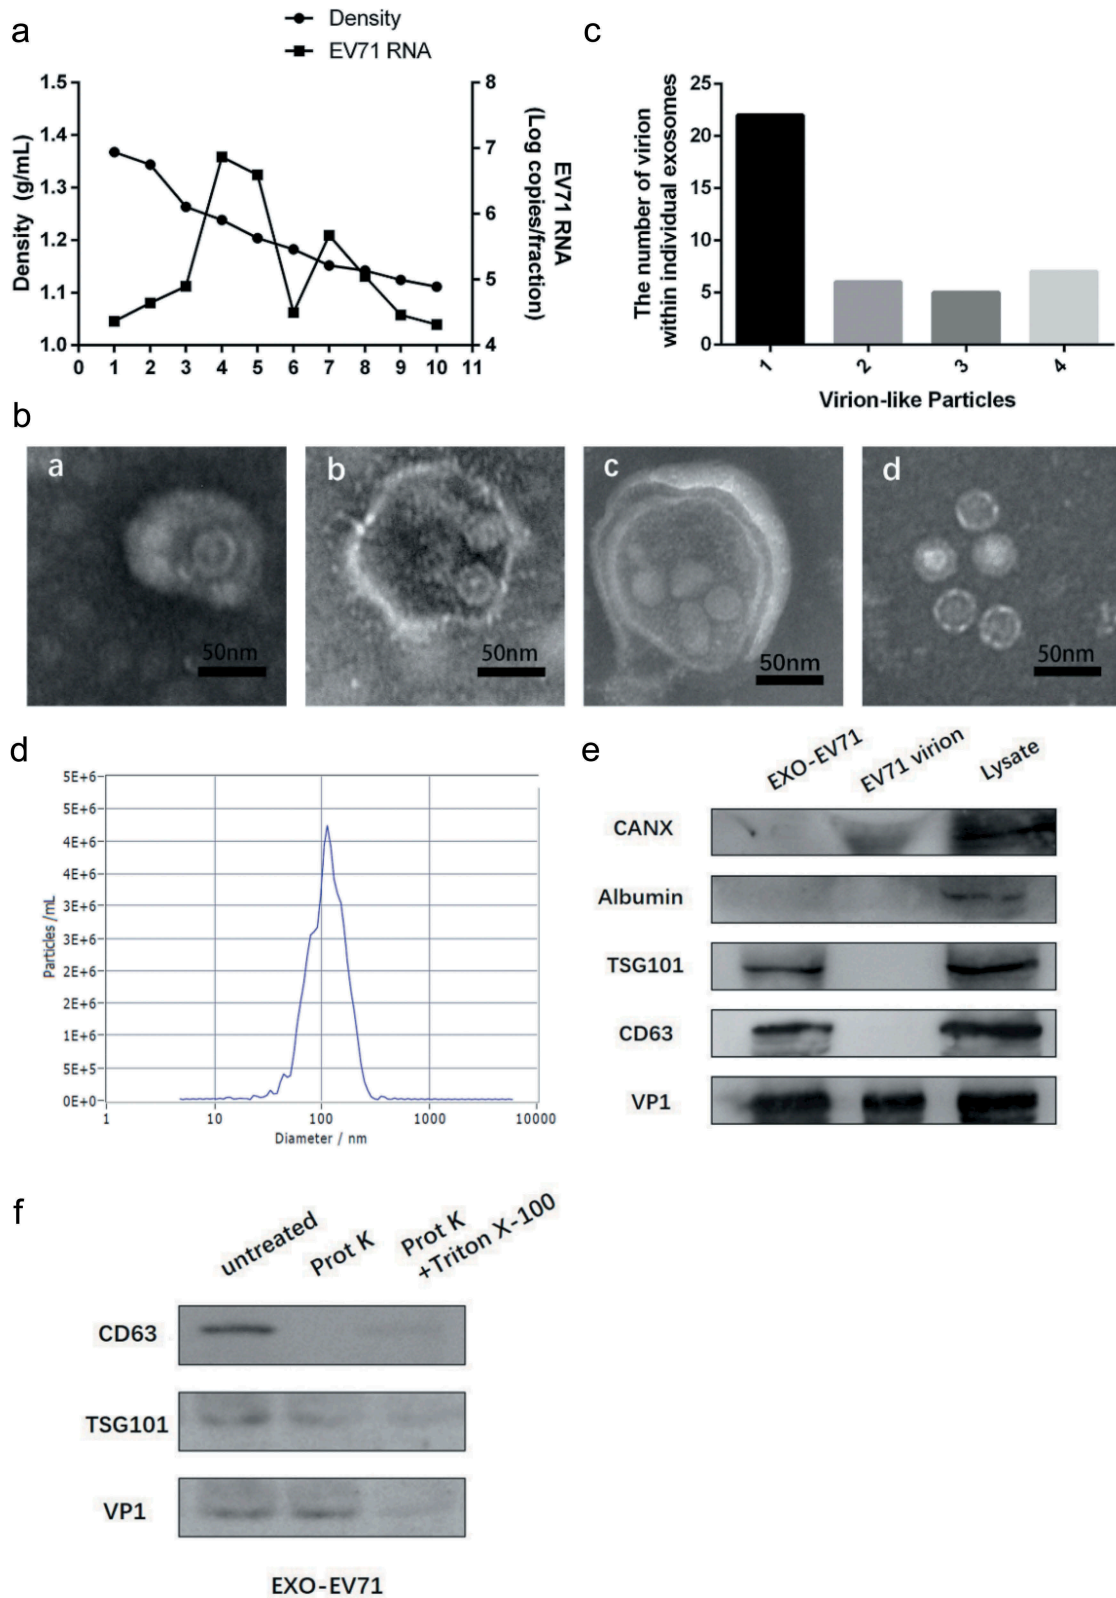 a
Density
EV71 RNA
1.5
1.4
1.3
1.2
1.1
1.0
Density (g/mL)
8
7
6
5
4
EV71 RNA
(Log copies/fraction)
0 1 2 3 4 5 6 7 8 9 10 11
c
The number of virion
within individual exosomes
25
20
15
10
5
0
1 2 3 4
Virion-like Particles
b
a
50nm
b
50nm
c
50nm
d
50nm
d
5E+6
5E+6
4E+6
4E+6
3E+6
3E+6
2E+6
2E+6
1E+6
5E+5
0E+0
Particles /mL
1 10 100 1000 10000
Diameter / nm
e
EXO-EV71 EV71 virion Lysate
CANX
Albumin
TSG101
CD63
VP1
f
untreated Prot K Prot K
+Triton X-100
CD63
TSG101
VP1
EXO-EV71